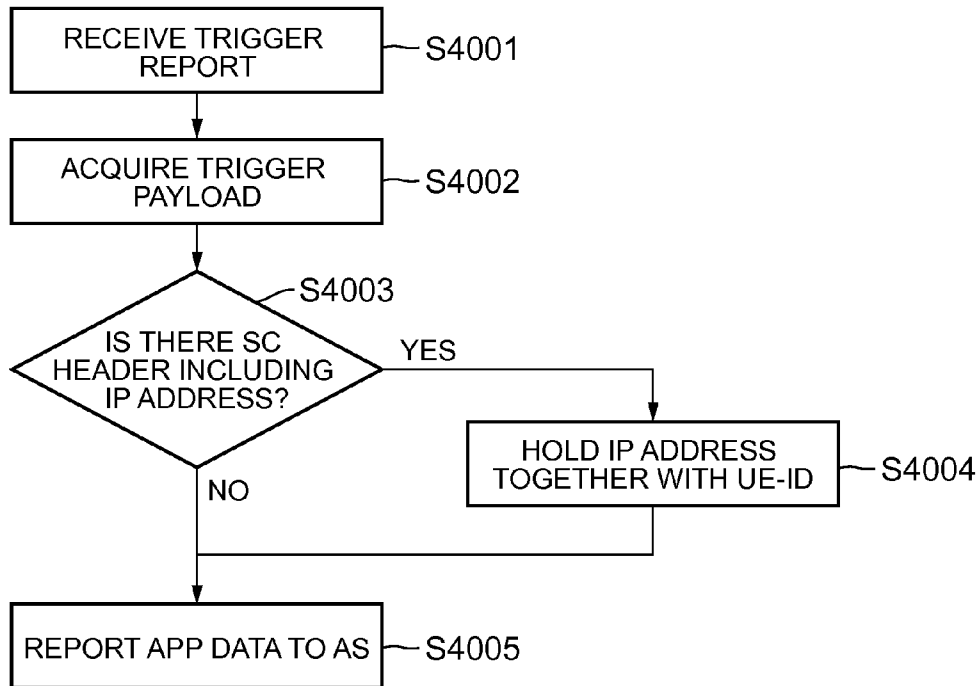 RECEIVE TRIGGER
REPORT
S4001
ACQUIRE TRIGGER
PAYLOAD
S4002
S4003
IS THERE SC
HEADER INCLUDING
IP ADDRESS?
YES
HOLD IP ADDRESS
TOGETHER WITH UE-ID
S4004
NO
REPORT APP DATA TO AS
S4005